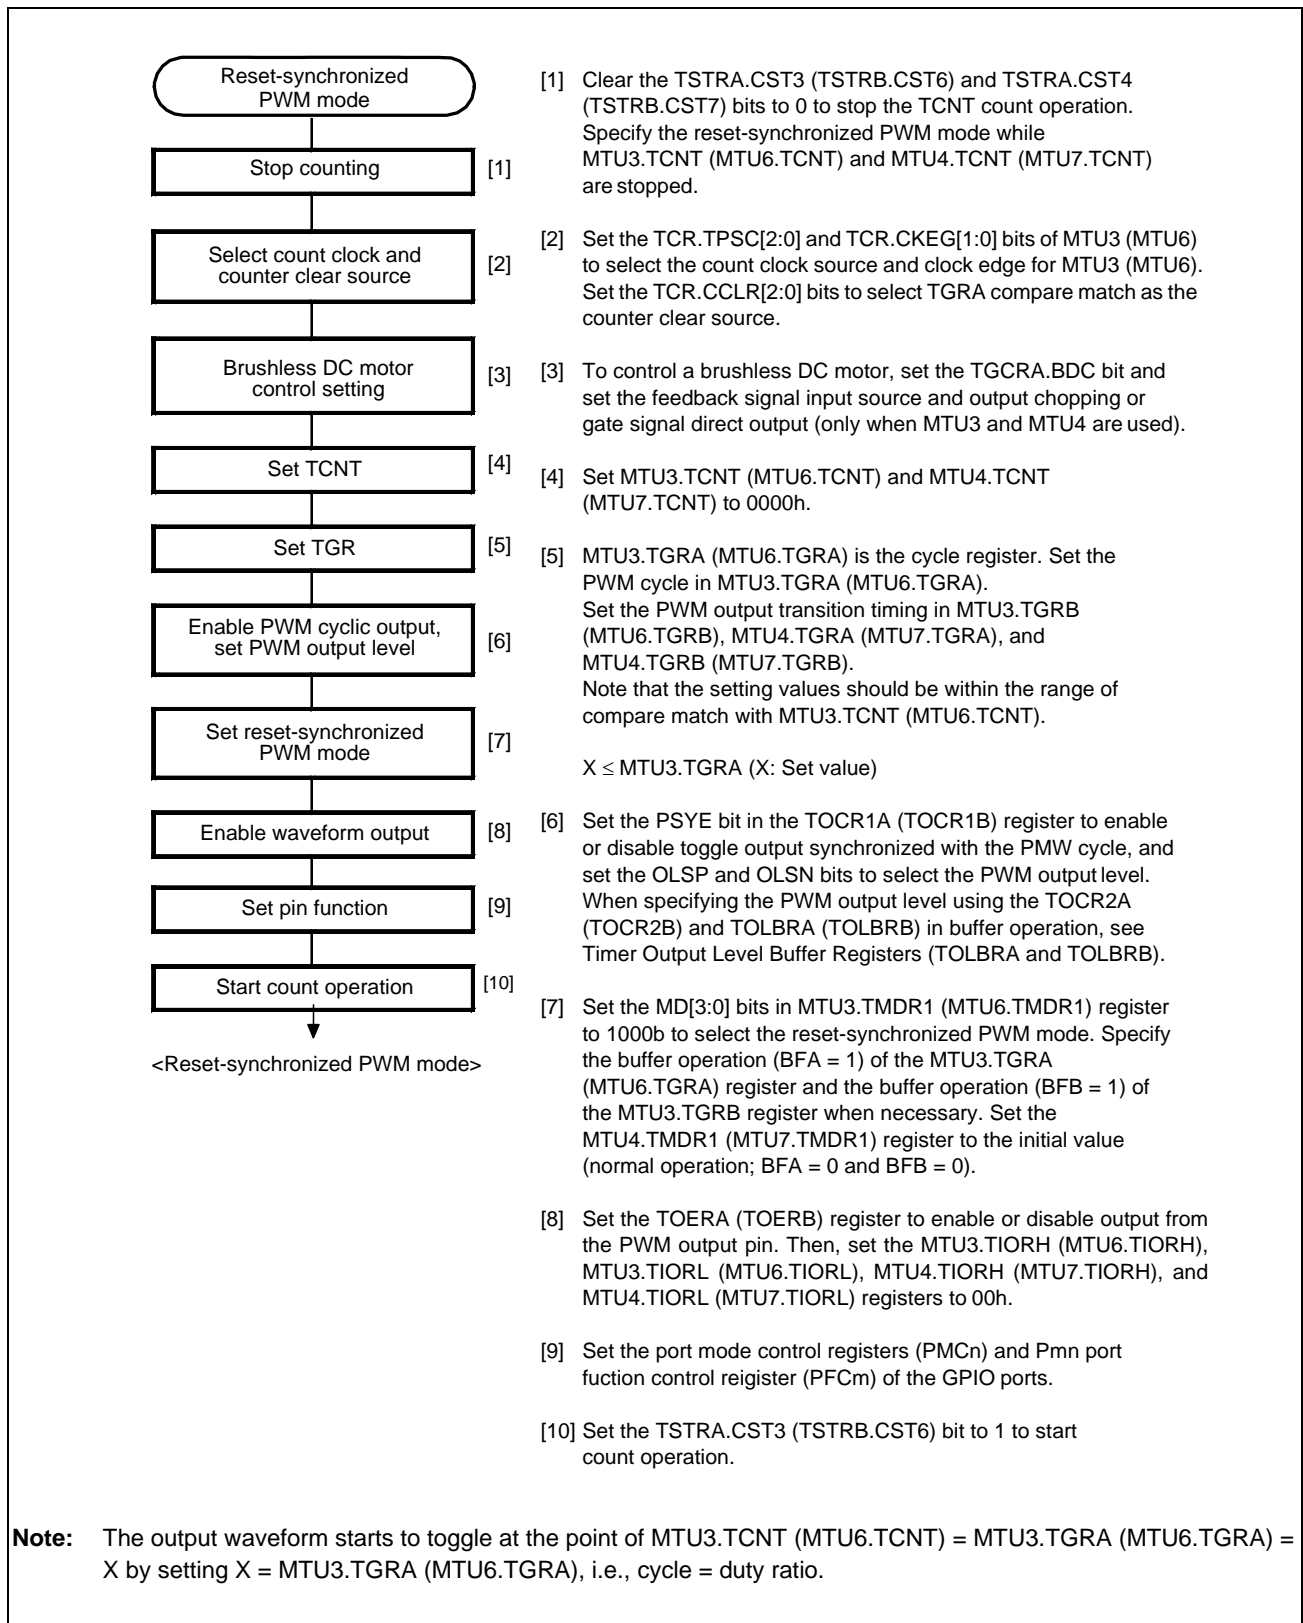 Reset-synchronized
PWM mode
Stop counting
[1]
Select count clock and
counter clear source
[2]
Brushless DC motor
control setting
[3]
Set TCNT
[4]
Set TGR
[5]
Enable PWM cyclic output,
set PWM output level
[6]
Set reset-synchronized
PWM mode
[7]
Enable waveform output
[8]
Set pin function
[9]
Start count operation
[10]
<Reset-synchronized PWM mode>
[1] Clear the TSTRA.CST3 (TSTRB.CST6) and TSTRA.CST4
(TSTRB.CST7) bits to 0 to stop the TCNT count operation.
Specify the reset-synchronized PWM mode while
MTU3.TCNT (MTU6.TCNT) and MTU4.TCNT (MTU7.TCNT)
are stopped.
[2] Set the TCR.TPSC[2:0] and TCR.CKEG[1:0] bits of MTU3 (MTU6)
to select the count clock source and clock edge for MTU3 (MTU6).
Set the TCR.CCLR[2:0] bits to select TGRA compare match as the
counter clear source.
[3] To control a brushless DC motor, set the TGCRA.BDC bit and
set the feedback signal input source and output chopping or
gate signal direct output (only when MTU3 and MTU4 are used).
[4] Set MTU3.TCNT (MTU6.TCNT) and MTU4.TCNT
(MTU7.TCNT) to 0000h.
[5] MTU3.TGRA (MTU6.TGRA) is the cycle register. Set the
PWM cycle in MTU3.TGRA (MTU6.TGRA).
Set the PWM output transition timing in MTU3.TGRB
(MTU6.TGRB), MTU4.TGRA (MTU7.TGRA), and
MTU4.TGRB (MTU7.TGRB).
Note that the setting values should be within the range of
compare match with MTU3.TCNT (MTU6.TCNT).
X ≤ MTU3.TGRA (X: Set value)
[6] Set the PSYE bit in the TOCR1A (TOCR1B) register to enable
or disable toggle output synchronized with the PMW cycle, and
set the OLSP and OLSN bits to select the PWM output level.
When specifying the PWM output level using the TOCR2A
(TOCR2B) and TOLBRA (TOLBRB) in buffer operation, see
Timer Output Level Buffer Registers (TOLBRA and TOLBRB).
[7] Set the MD[3:0] bits in MTU3.TMDR1 (MTU6.TMDR1) register
to 1000b to select the reset-synchronized PWM mode. Specify
the buffer operation (BFA = 1) of the MTU3.TGRA
(MTU6.TGRA) register and the buffer operation (BFB = 1) of
the MTU3.TGRB register when necessary. Set the
MTU4.TMDR1 (MTU7.TMDR1) register to the initial value
(normal operation; BFA = 0 and BFB = 0).
[8] Set the TOERA (TOERB) register to enable or disable output from
the PWM output pin. Then, set the MTU3.TIORH (MTU6.TIORH),
MTU3.TIORL (MTU6.TIORL), MTU4.TIORH (MTU7.TIORH), and
MTU4.TIORL (MTU7.TIORL) registers to 00h.
[9] Set the port mode control registers (PMCn) and Pmn port
fuction control reigister (PFCm) of the GPIO ports.
[10] Set the TSTRA.CST3 (TSTRB.CST6) bit to 1 to start
count operation.
Note: The output waveform starts to toggle at the point of MTU3.TCNT (MTU6.TCNT) = MTU3.TGRA (MTU6.TGRA) =
X by setting X = MTU3.TGRA (MTU6.TGRA), i.e., cycle = duty ratio.